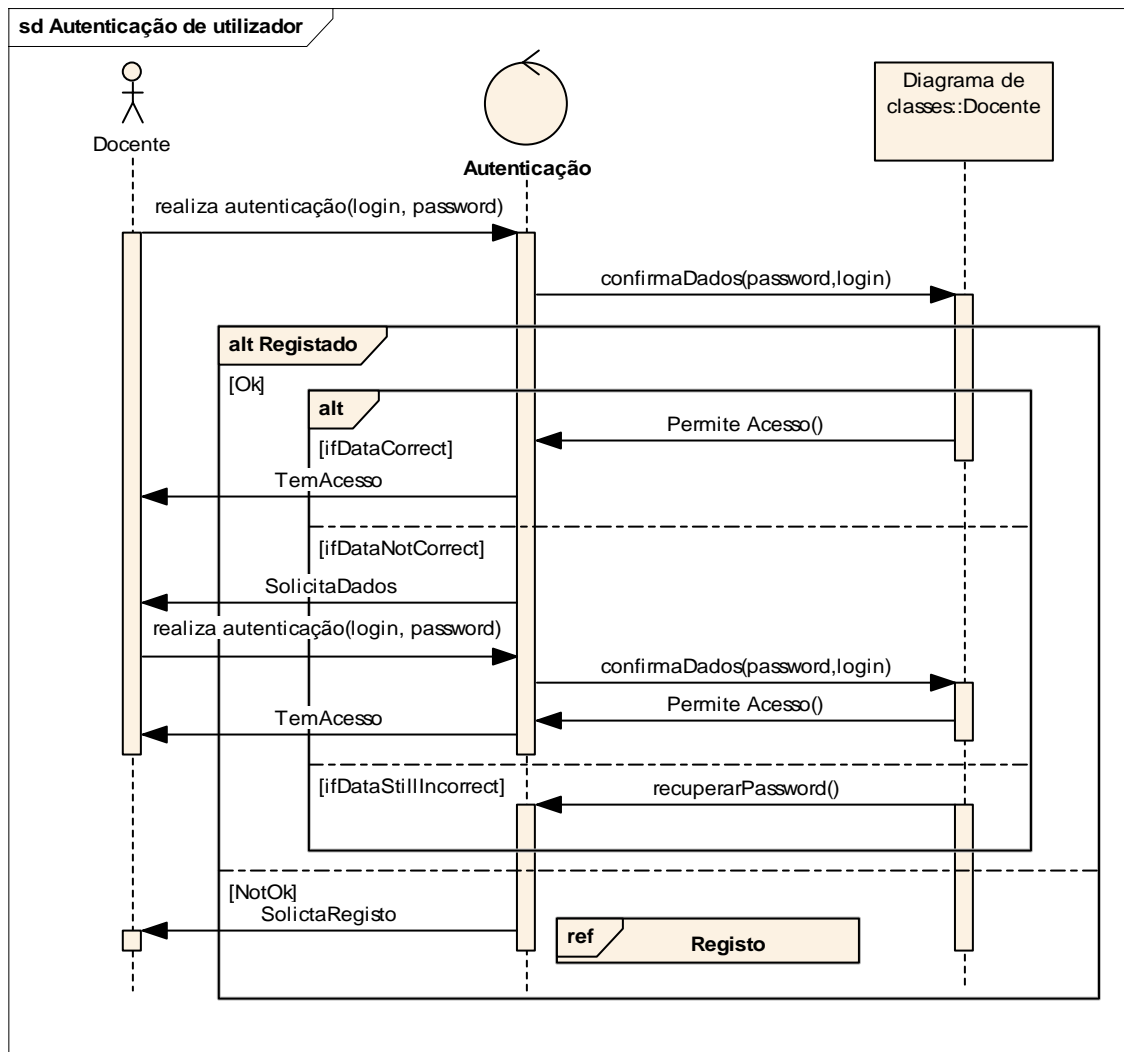 sd Autenticação de utilizador
Docente
Autenticação
Diagrama de
classes::Docente
realiza autenticação(login, password)
confirmaDados(password,login)
alt Registado
[Ok]
alt
Permite Acesso()
[ifDataCorrect]
TemAcesso
[ifDataNotCorrect]
SolicitaDados
realiza autenticação(login, password)
confirmaDados(password,login)
Permite Acesso()
TemAcesso
[ifDataStillIncorrect]
recuperarPassword()
[NotOk]
SolictaRegisto
ref
Registo